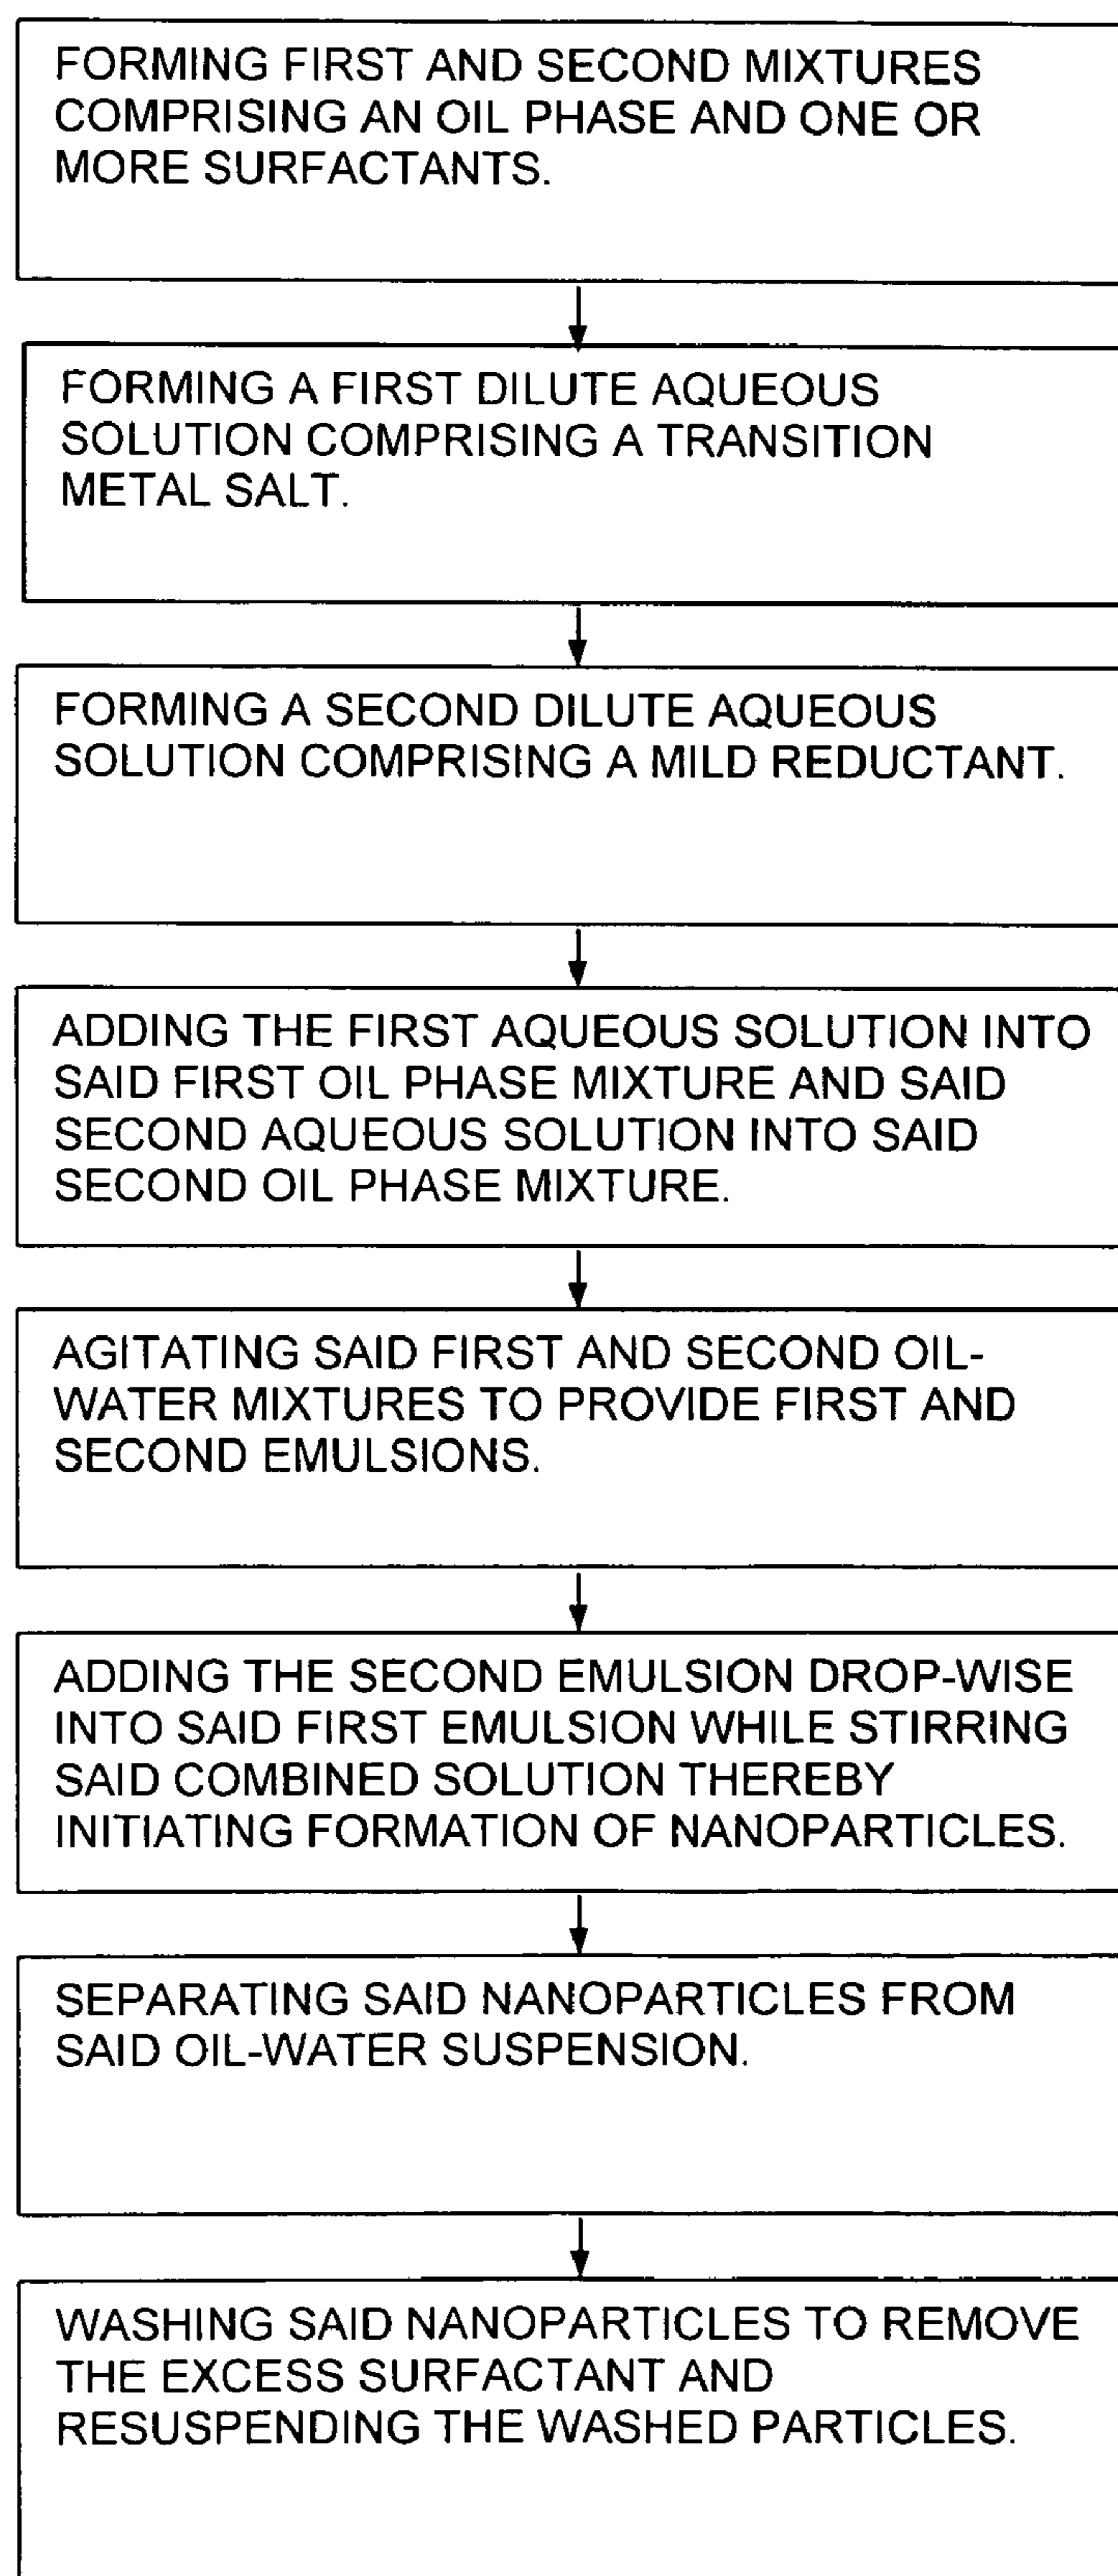 FORMING FIRST AND SECOND MIXTURES
COMPRISING AN OIL PHASE AND ONE OR
MORE SURFACTANTS.
FORMING A FIRST DILUTE AQUEOUS
SOLUTION COMPRISING A TRANSITION
METAL SALT.
FORMING A SECOND DILUTE AQUEOUS
SOLUTION COMPRISING A MILD REDUCTANT.
ADDING THE FIRST AQUEOUS SOLUTION INTO
SAID FIRST OIL PHASE MIXTURE AND SAID
SECOND AQUEOUS SOLUTION INTO SAID
SECOND OIL PHASE MIXTURE.
AGITATING SAID FIRST AND SECOND OIL-
WATER MIXTURES TO PROVIDE FIRST AND
SECOND EMULSIONS.
ADDING THE SECOND EMULSION DROP-WISE
INTO SAID FIRST EMULSION WHILE STIRRING
SAID COMBINED SOLUTION THEREBY
INITIATING FORMATION OF NANOPARTICLES.
SEPARATING SAID NANOPARTICLES FROM
SAID OIL-WATER SUSPENSION.
WASHING SAID NANOPARTICLES TO REMOVE
THE EXCESS SURFACTANT AND
RESUSPENDING THE WASHED PARTICLES.